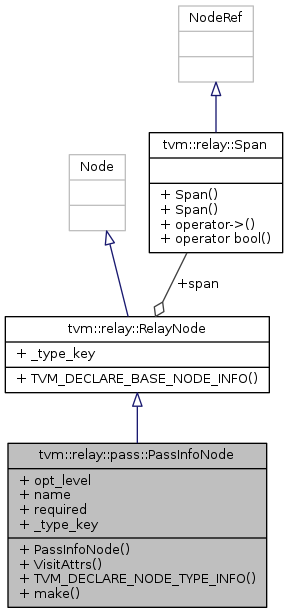 NodeRef
tvm::relay::Span
+ Span()
+ Span()
+ operator->()
+ operator bool()
Node
+span
tvm::relay::RelayNode
+ _type_key
+ TVM_DECLARE_BASE_NODE_INFO()
tvm::relay::pass::PassInfoNode
+ opt_level
+ name
+ required
+ _type_key
+ PassInfoNode()
+ VisitAttrs()
+ TVM_DECLARE_NODE_TYPE_INFO()
+ make()